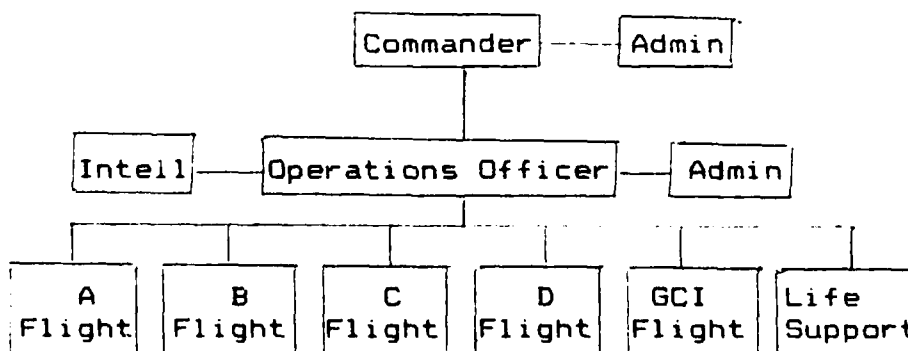 Commander Admin
Intell Operations Officer Admin
A B C D GCI Life
Flight Flight Flight Flight Flight Support